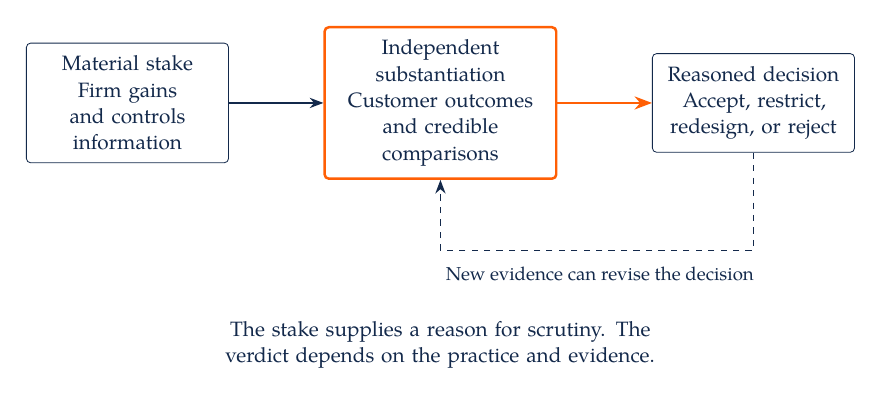 Material stake
Firm gains
and controls
information
Independent
substantiation
Customer outcomes
and credible
comparisons
Reasoned decision
Accept, restrict,
redesign, or reject
New evidence can revise the decision
The stake supplies a reason for scrutiny. The
verdict depends on the practice and evidence.